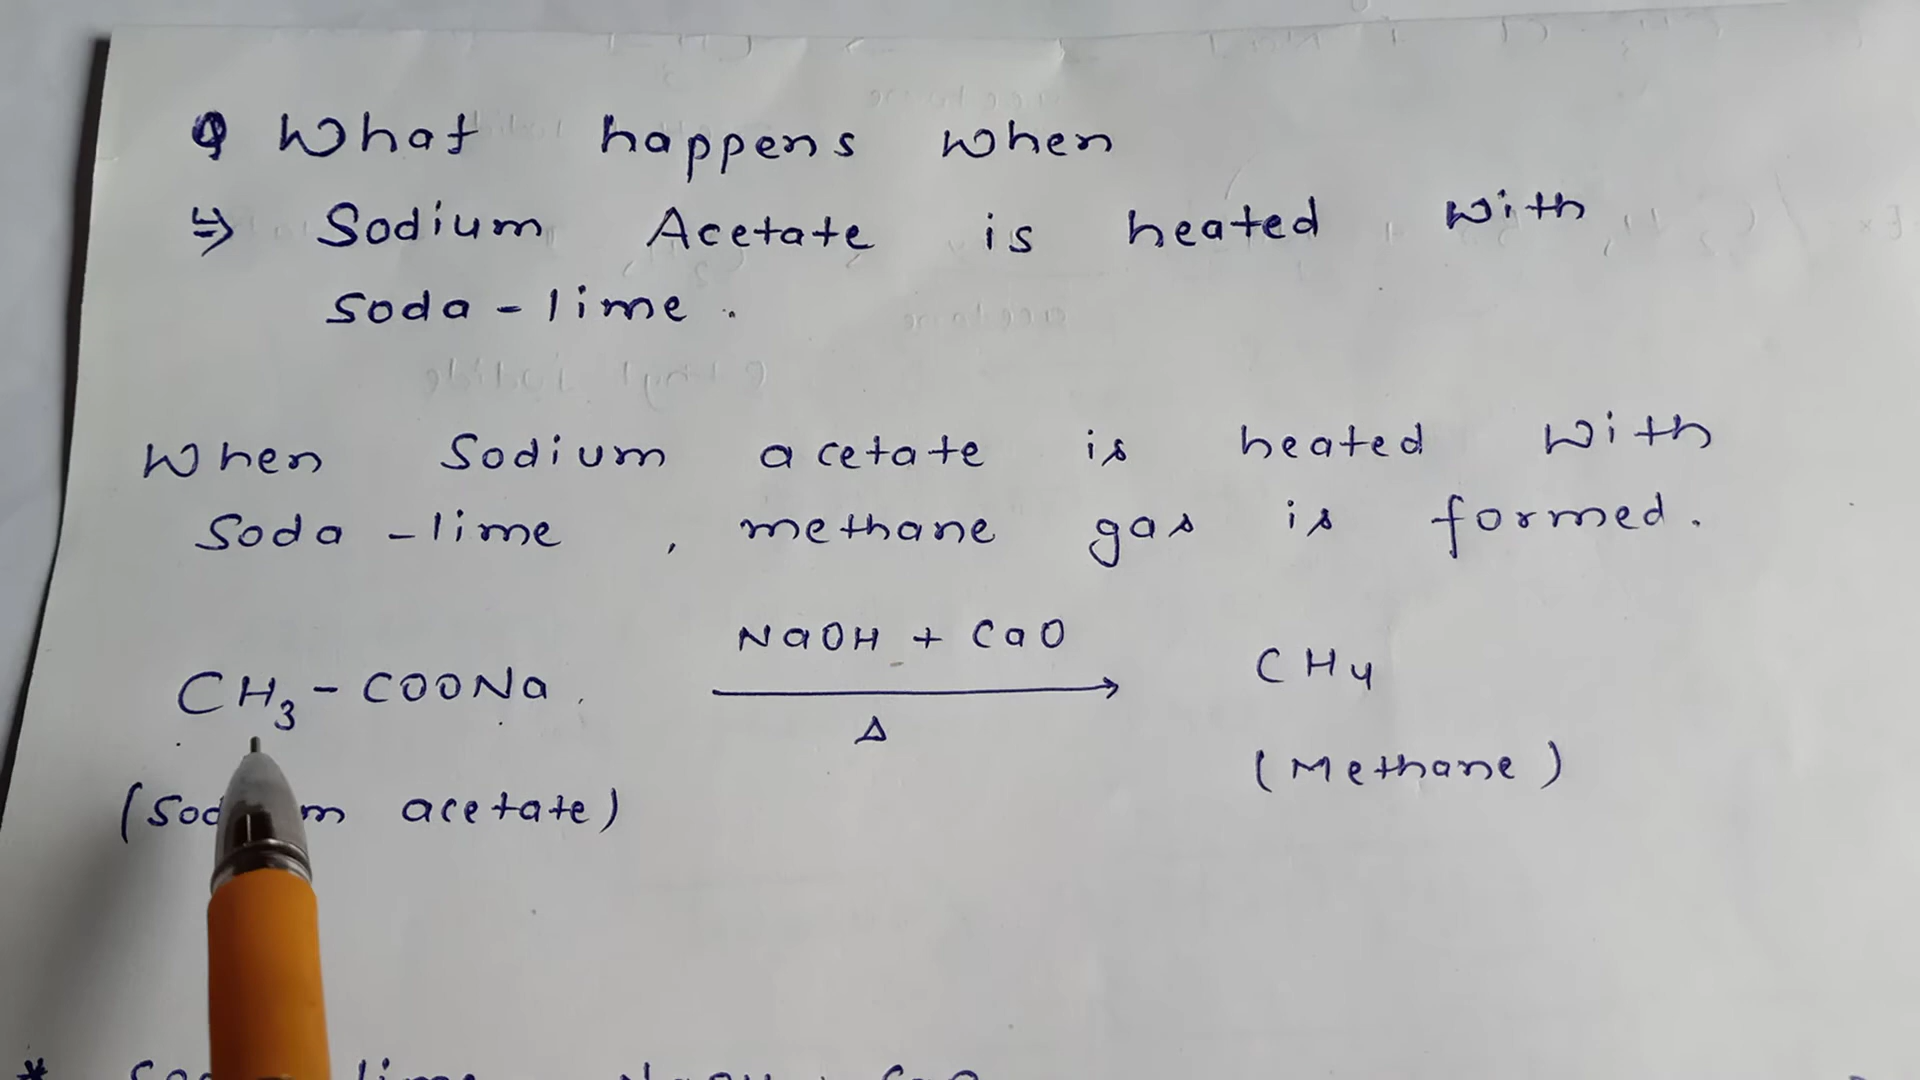 Q What happens when
⇒ Sodium Acetate is heated with
soda-lime.
When Sodium acetate is heated with
Soda-lime, methane gas is formed.
NaOH + CaO
CH3-COONa ⟶ CH4
Δ
(Methane)
acetate)